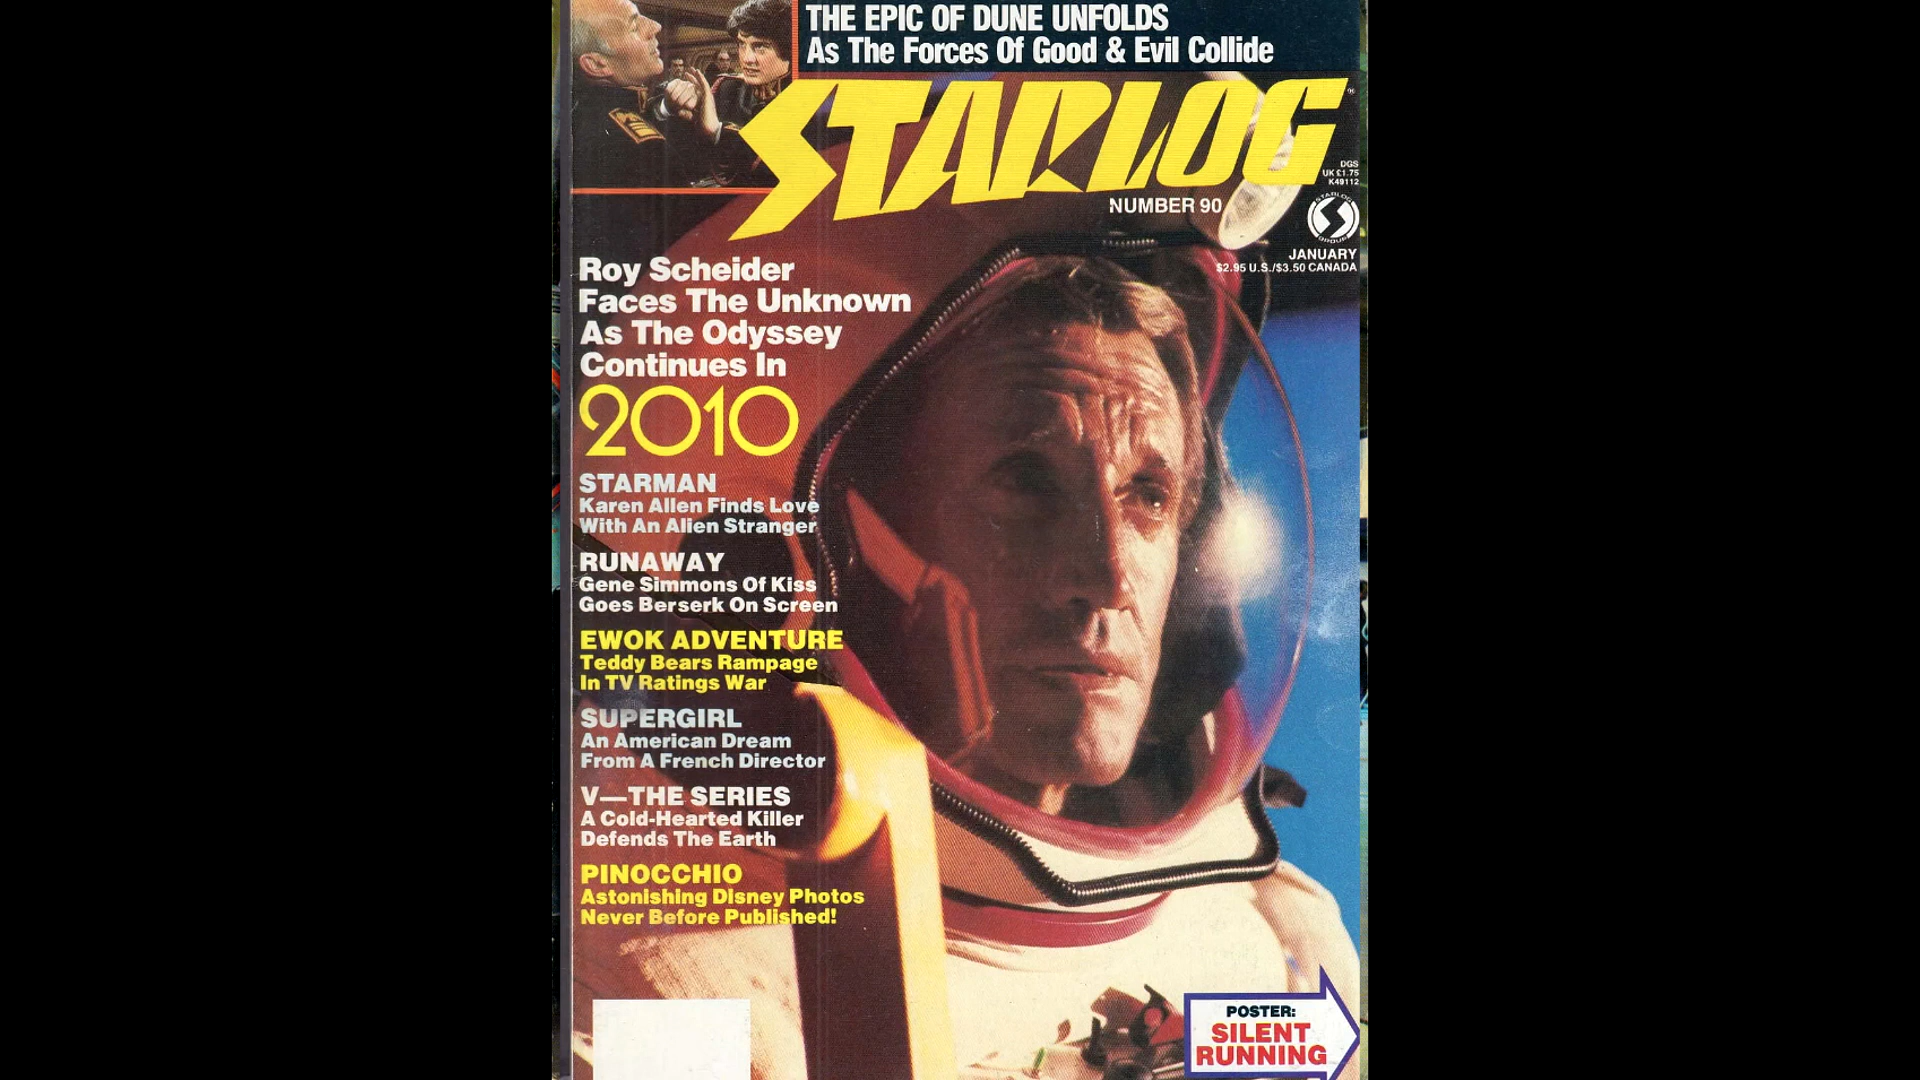 THE EPIC OF DUNE UNFOLDS
As The Forces Of Good & Evil Collide
STARLOG
NUMBER 90
DGS
UK £1.75
K49112
STARLOG
GROUP
JANUARY
$2.95 U.S./$3.50 CANADA
Roy Scheider
Faces The Unknown
As The Odyssey
Continues In
2010
STARMAN
Karen Allen Finds Love
With An Alien Stranger
RUNAWAY
Gene Simmons Of Kiss
Goes Berserk On Screen
EWOK ADVENTURE
Teddy Bears Rampage
In TV Ratings War
SUPERGIRL
An American Dream
From A French Director
V—THE SERIES
A Cold-Hearted Killer
Defends The Earth
PINOCCHIO
Astonishing Disney Photos
Never Before Published!
POSTER:
SILENT
RUNNING